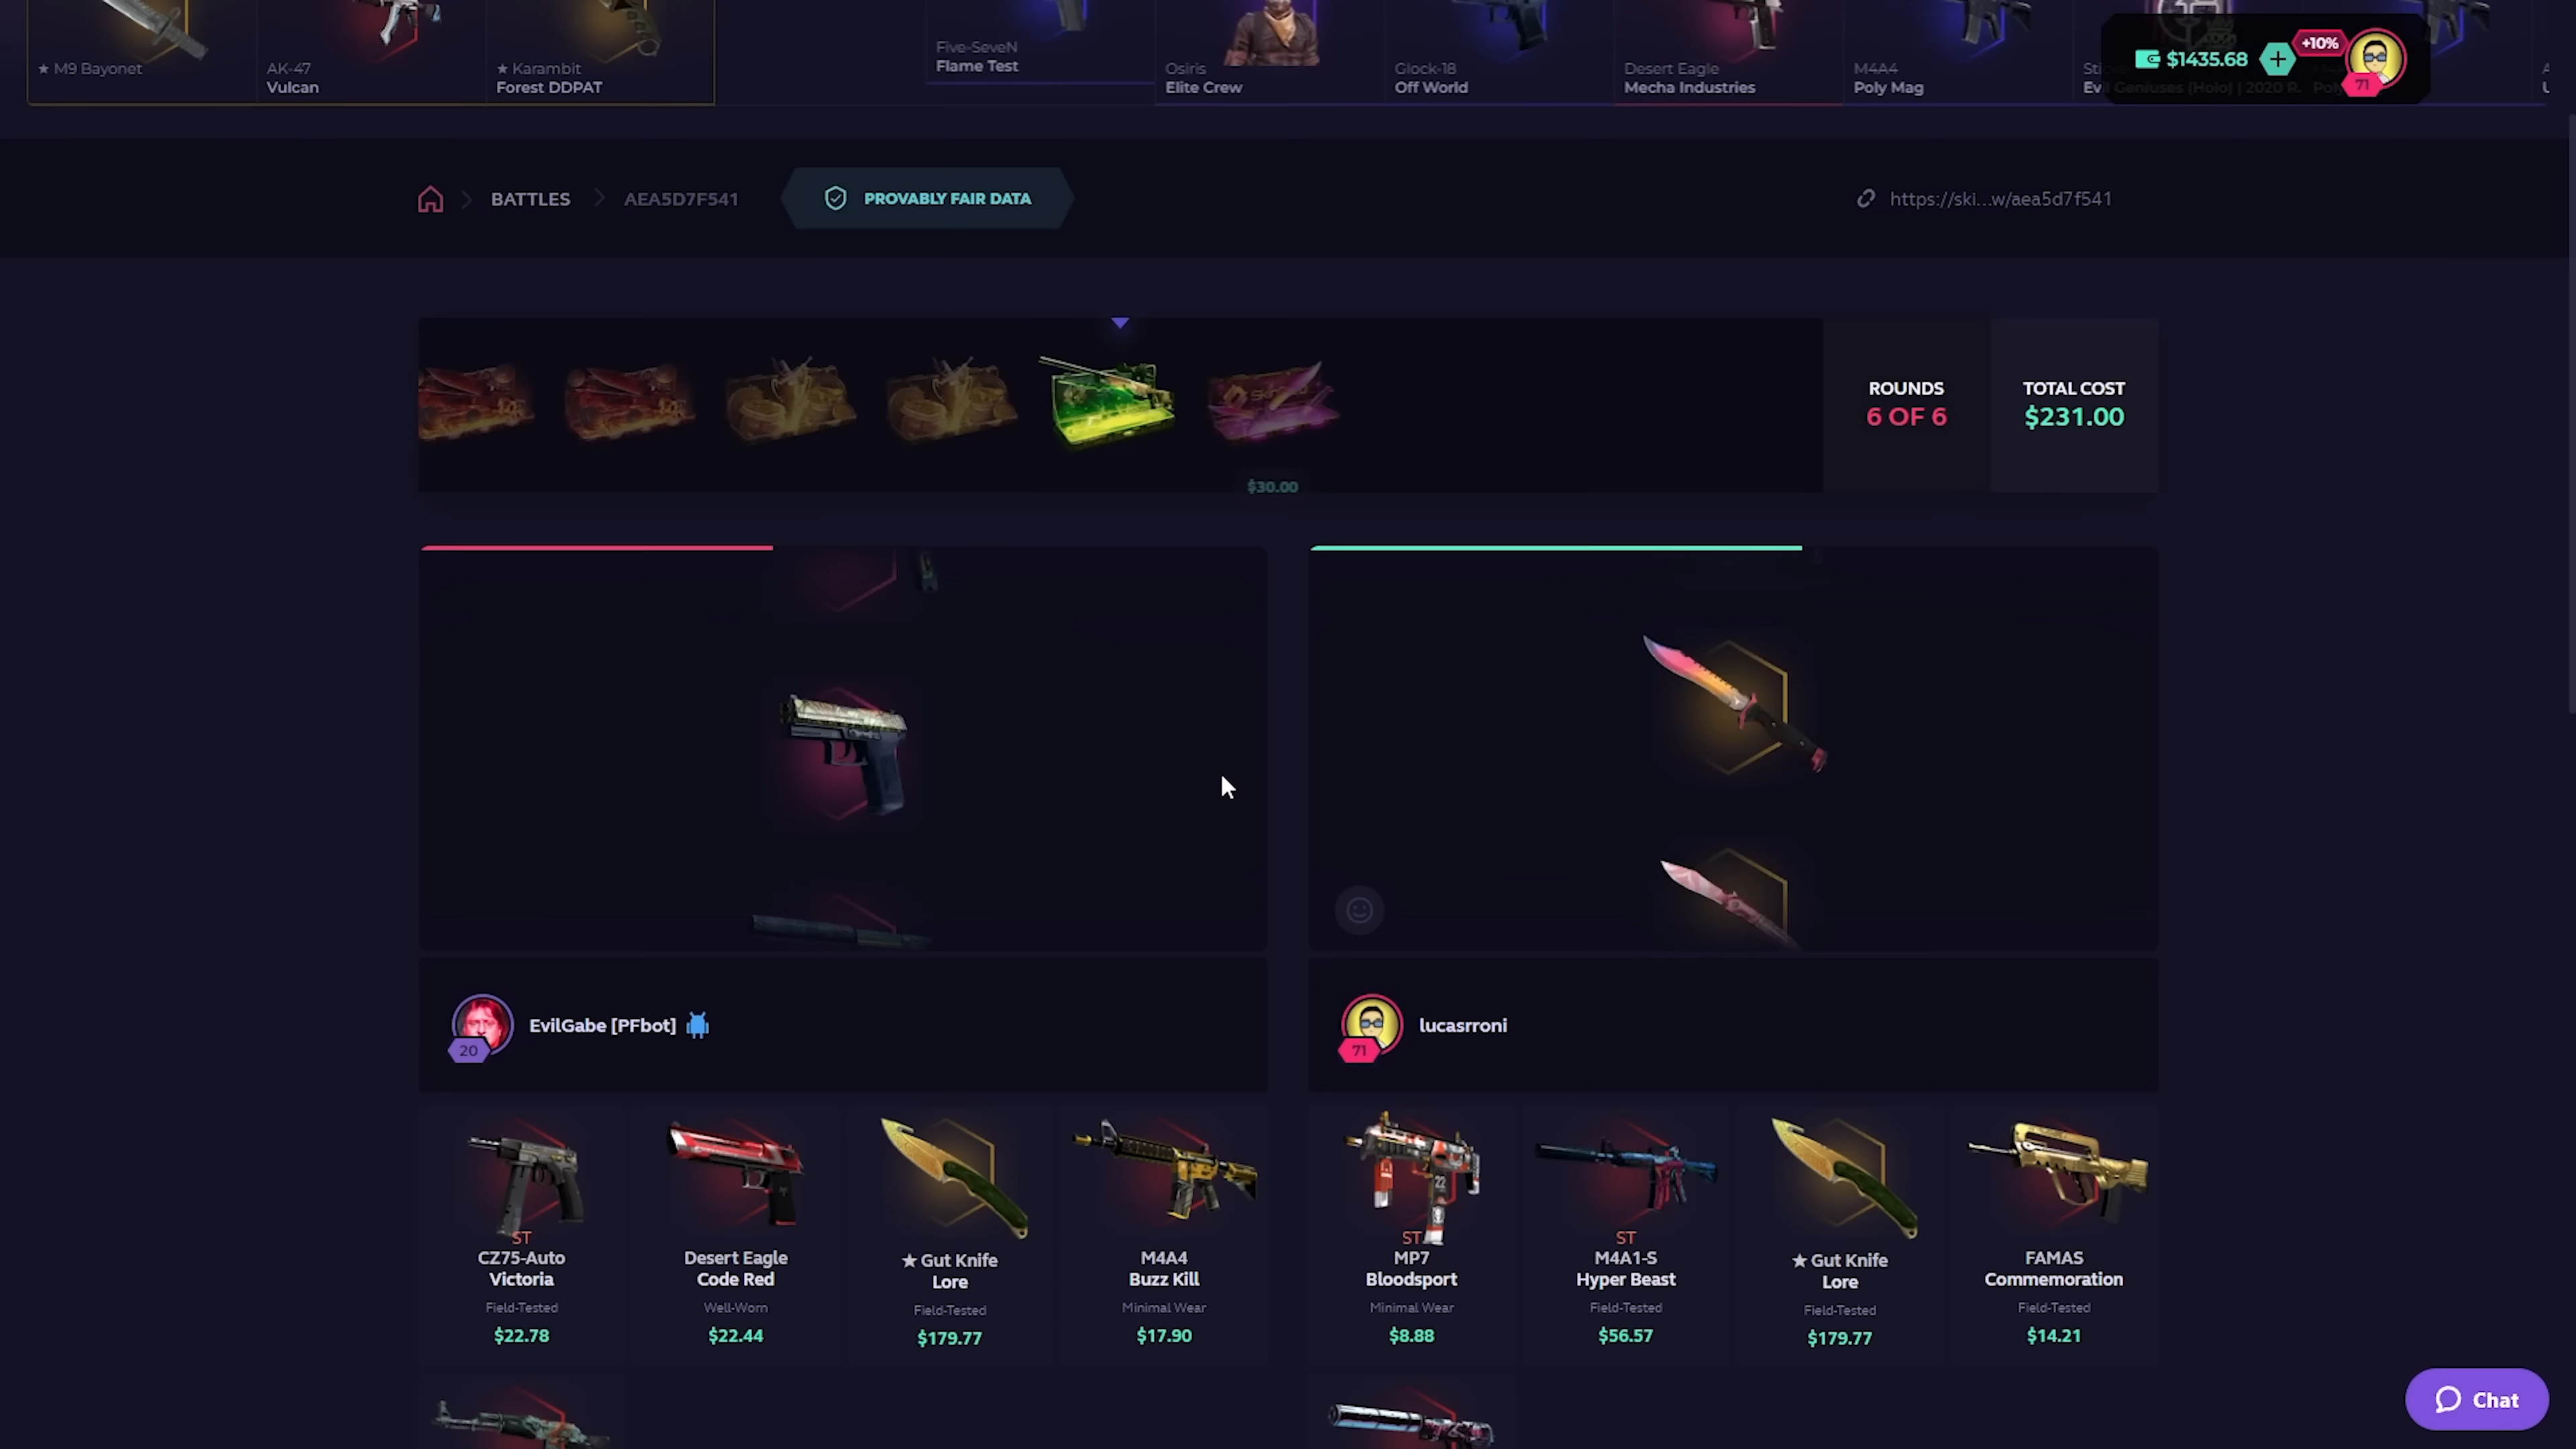 ★ M9 Bayonet
AK-47
Vulcan
★ Karambit
Forest DDPAT
Five-SeveN
Flame Test
Osiris
Elite Crew
Glock-18
Off World
Desert Eagle
Mecha Industries
M4A4
Poly Mag
Evil Geniuses (Holo) | 2020 R.
$1435.68
+10%
71
BATTLES
AEA5D7F541
PROVABLY FAIR DATA
https://ski...w/aea5d7f541
ROUNDS
6 OF 6
TOTAL COST
$231.00
$30.00
EvilGabe [PFbot]
20
lucasrroni
71
ST
CZ75-Auto
Victoria
Field-Tested
$22.78
Desert Eagle
Code Red
Well-Worn
$22.44
★ Gut Knife
Lore
Field-Tested
$179.77
M4A4
Buzz Kill
Minimal Wear
$17.90
ST
MP7
Bloodsport
Minimal Wear
$8.88
ST
M4A1-S
Hyper Beast
Field-Tested
$56.57
★ Gut Knife
Lore
Field-Tested
$179.77
FAMAS
Commemoration
Field-Tested
$14.21
Chat